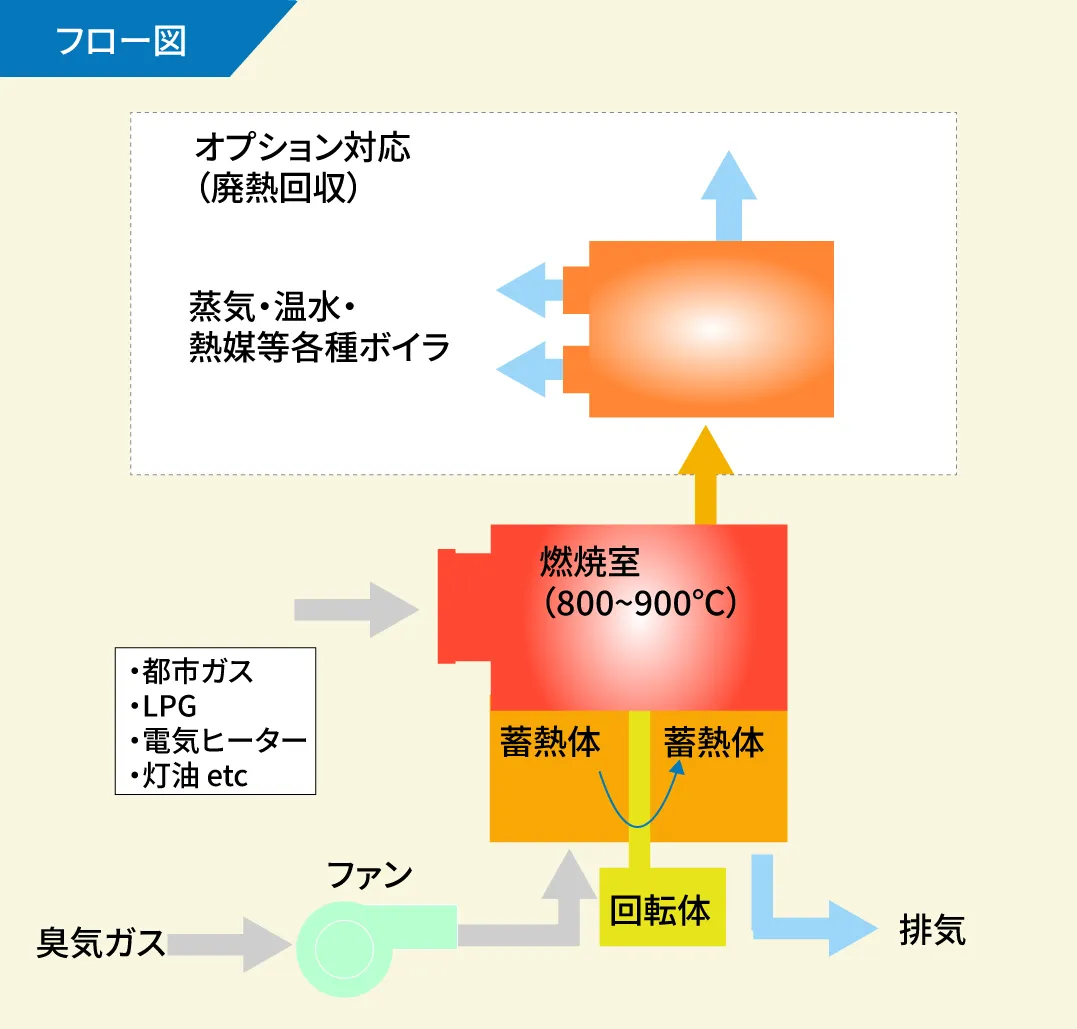 フロー図
オプション対応
（廃熱回収）
蒸気・温水・
熱媒等各種ボイラ
燃焼室
（800~900℃）
・都市ガス
・LPG
・電気ヒーター
・灯油 etc
蓄熱体
蓄熱体
ファン
回転体
臭気ガス
排気